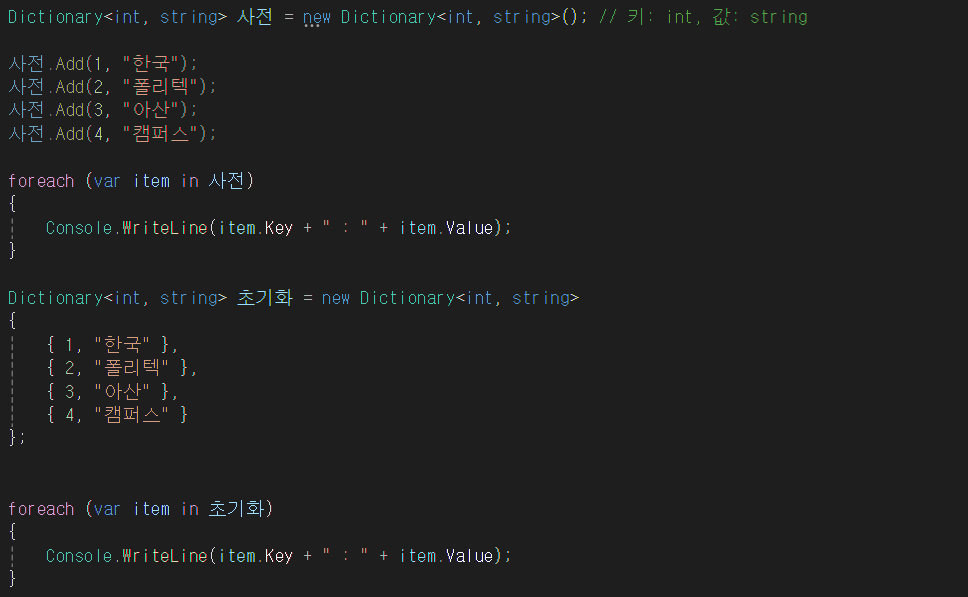 Dictionary<int, string> 사전 = new Dictionary<int, string>(); // 키: int, 값: string
사전.Add(1, "한국");
사전.Add(2, "폴리텍");
사전.Add(3, "아산");
사전.Add(4, "캠퍼스");
foreach (var item in 사전)
{
    Console.WriteLine(item.Key + " : " + item.Value);
}
Dictionary<int, string> 초기화 = new Dictionary<int, string>
{
    { 1, "한국" },
    { 2, "폴리텍" },
    { 3, "아산" },
    { 4, "캠퍼스" }
};
foreach (var item in 초기화)
{
    Console.WriteLine(item.Key + " : " + item.Value);
}